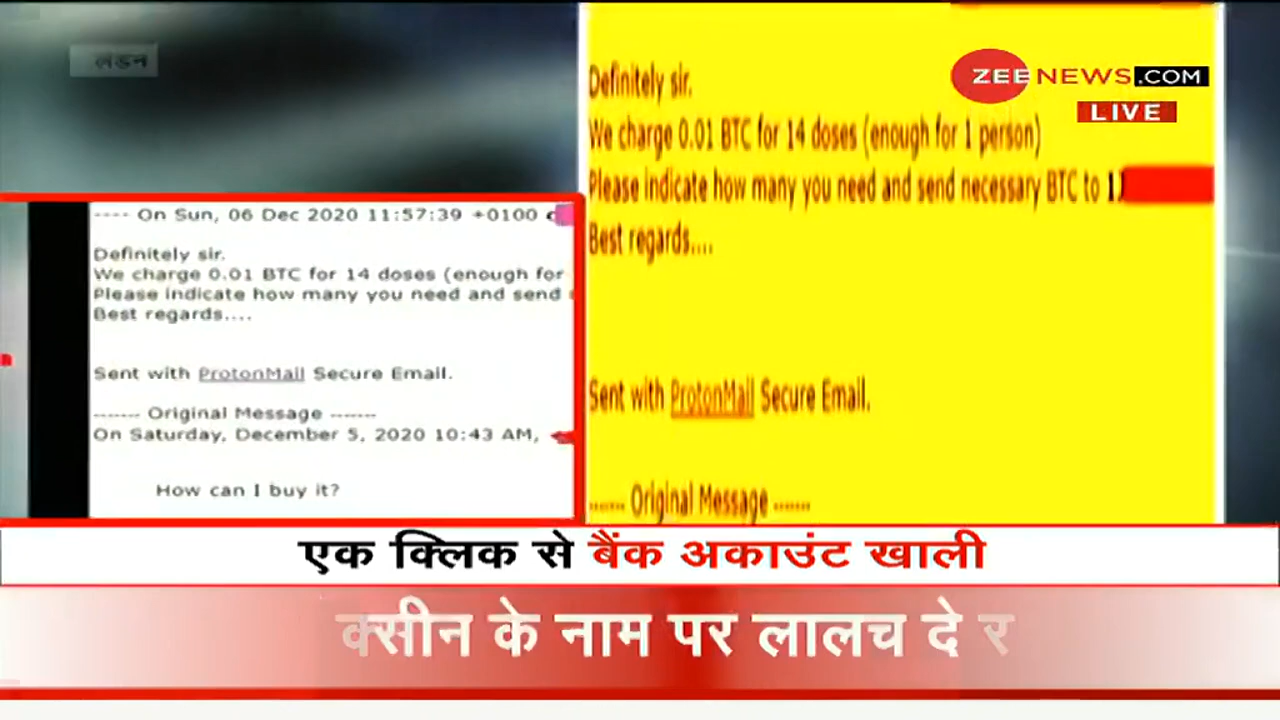 लंडन
ZEENEWS.COM
LIVE
---- On Sun, 06 Dec 2020 11:57:39 +0100
Definitely sir.
We charge 0.01 BTC for 14 doses (enough for
Please indicate how many you need and send
Best regards....
Sent with ProtonMail Secure Email.
------- Original Message -------
On Saturday, December 5, 2020 10:43 AM,
How can I buy it?
Definitely sir.
We charge 0.01 BTC for 14 doses (enough for 1 person)
Please indicate how many you need and send necessary BTC to
Best regards....
Sent with ProtonMail Secure Email.
------ Original Message ------
एक क्लिक से बैंक अकाउंट खाली
क्सीन के नाम पर लालच दे र